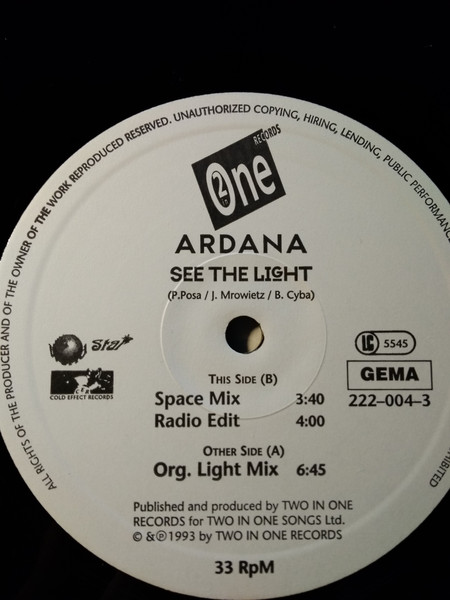 ALL RIGHTS OF THE PRODUCER AND OF THE OWNER OF THE WORK REPRODUCED RESERVED. UNAUTHORIZED COPYING, HIRING, LENDING, PUBLIC PERFORMANC
HIBITED
2 One RECORDS
ARDANA
SEE THE LIGHT
(P.Posa / J. Mrowietz / B. Cyba)
Star
COLD EFFECT RECORDS
LC 5545
GEMA
222-004-3
THIS SIDE (B)
Space Mix 3:40
Radio Edit 4:00
OTHER SIDE (A)
Org. Light Mix 6:45
Published and produced by TWO IN ONE
RECORDS for TWO IN ONE SONGS Ltd.
© & ℗ 1993 by TWO IN ONE RECORDS
33 RpM